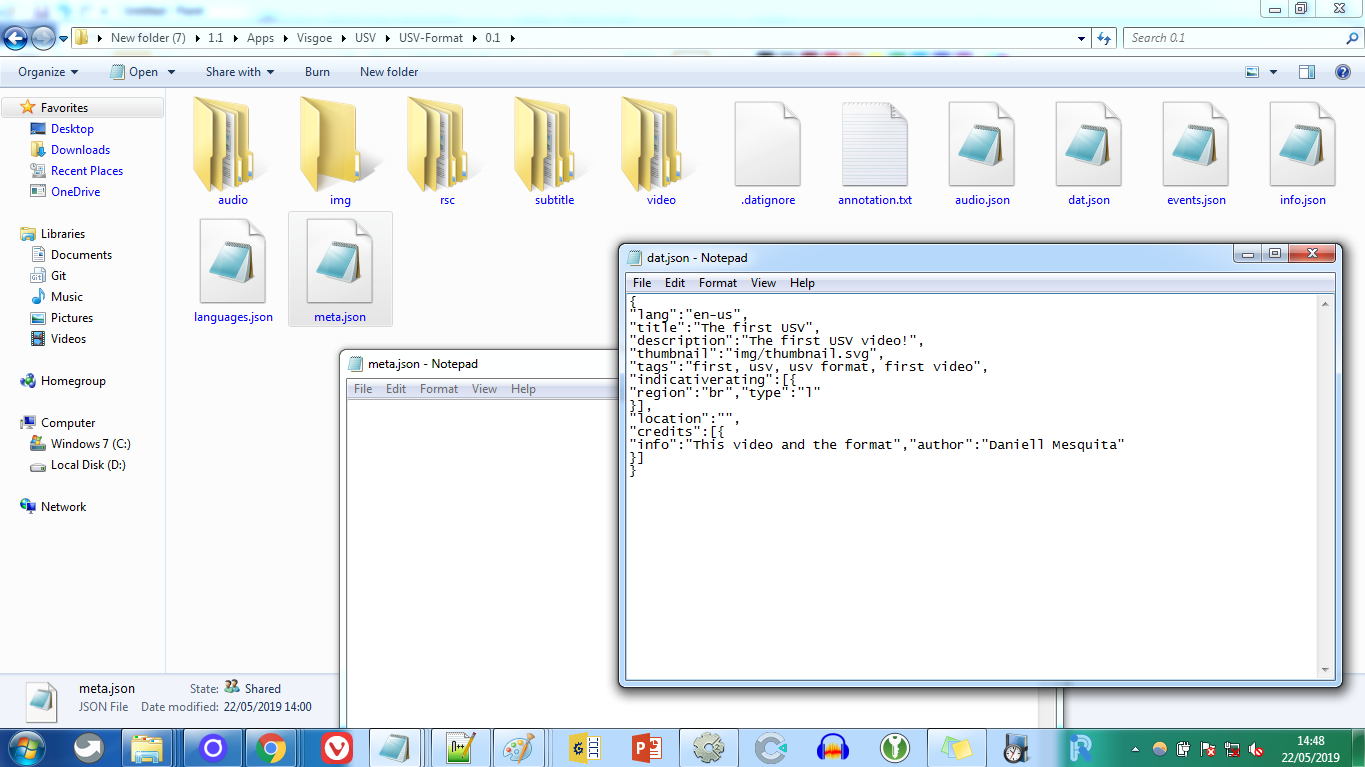 New folder (7) 1.1 Apps Visgoe USV USV-Format 0.1
Search 0.1
Organize Open Share with Burn New folder
Favorites
Desktop
Downloads
Recent Places
OneDrive
Libraries
Documents
Git
Music
Pictures
Videos
Homegroup
Computer
Windows 7 (C:)
Local Disk (D:)
Network
audio img rsc subtitle video .datignore annotation.txt audio.json dat.json events.json info.json
languages.json meta.json
meta.json - Notepad
File Edit Format View Help
dat.json - Notepad
File Edit Format View Help
{
"lang":"en-us",
"title":"The first USV",
"description":"The first USV video!",
"thumbnail":"img/thumbnail.svg",
"tags":"first, usv, usv format, first video",
"indicativerating":[{
"region":"br","type":"l"
}],
"location":"",
"credits":[{
"info":"This video and the format","author":"Daniell Mesquita"
}]
}
meta.json State: Shared
JSON File Date modified: 22/05/2019 14:00
14:48
22/05/2019